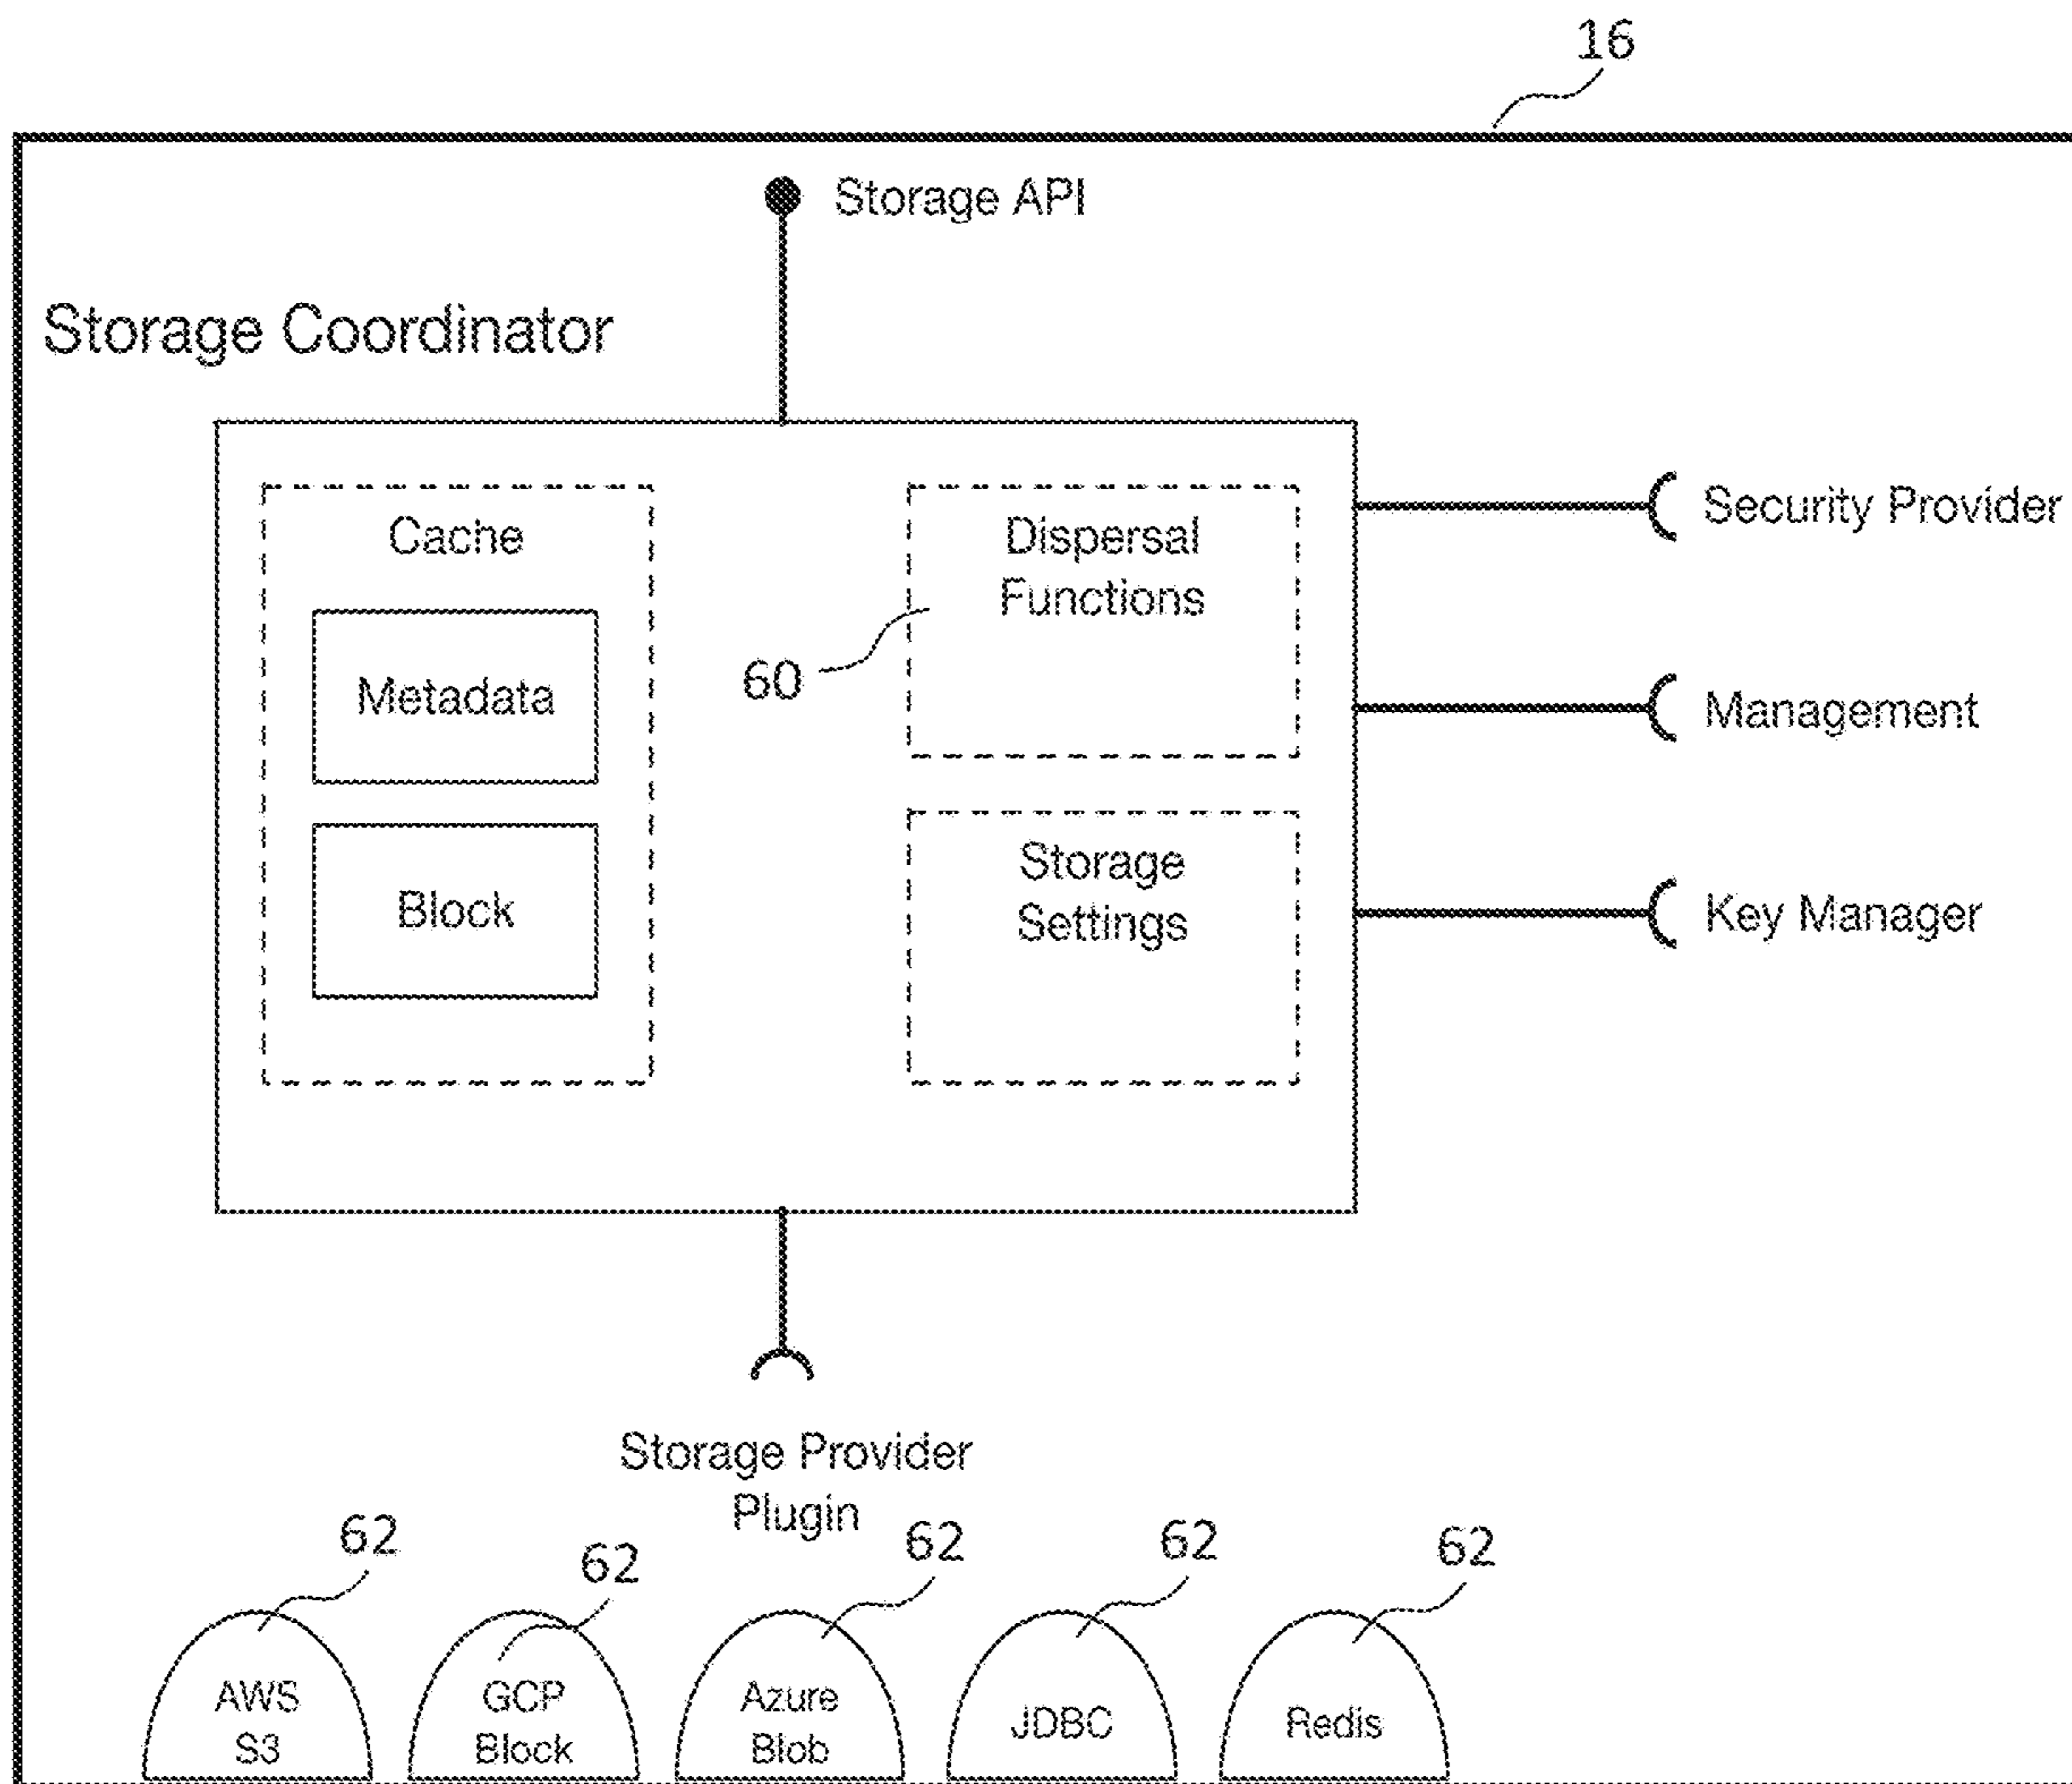 16
Storage API
Storage Coordinator
Cache
Metadata
Block
Dispersal
Functions
60
Storage
Settings
Security Provider
Management
Key Manager
Storage Provider
Plugin
62
62
62
62
62
AWS
S3
GCP
Block
Azure
Blob
JDBC
Redis